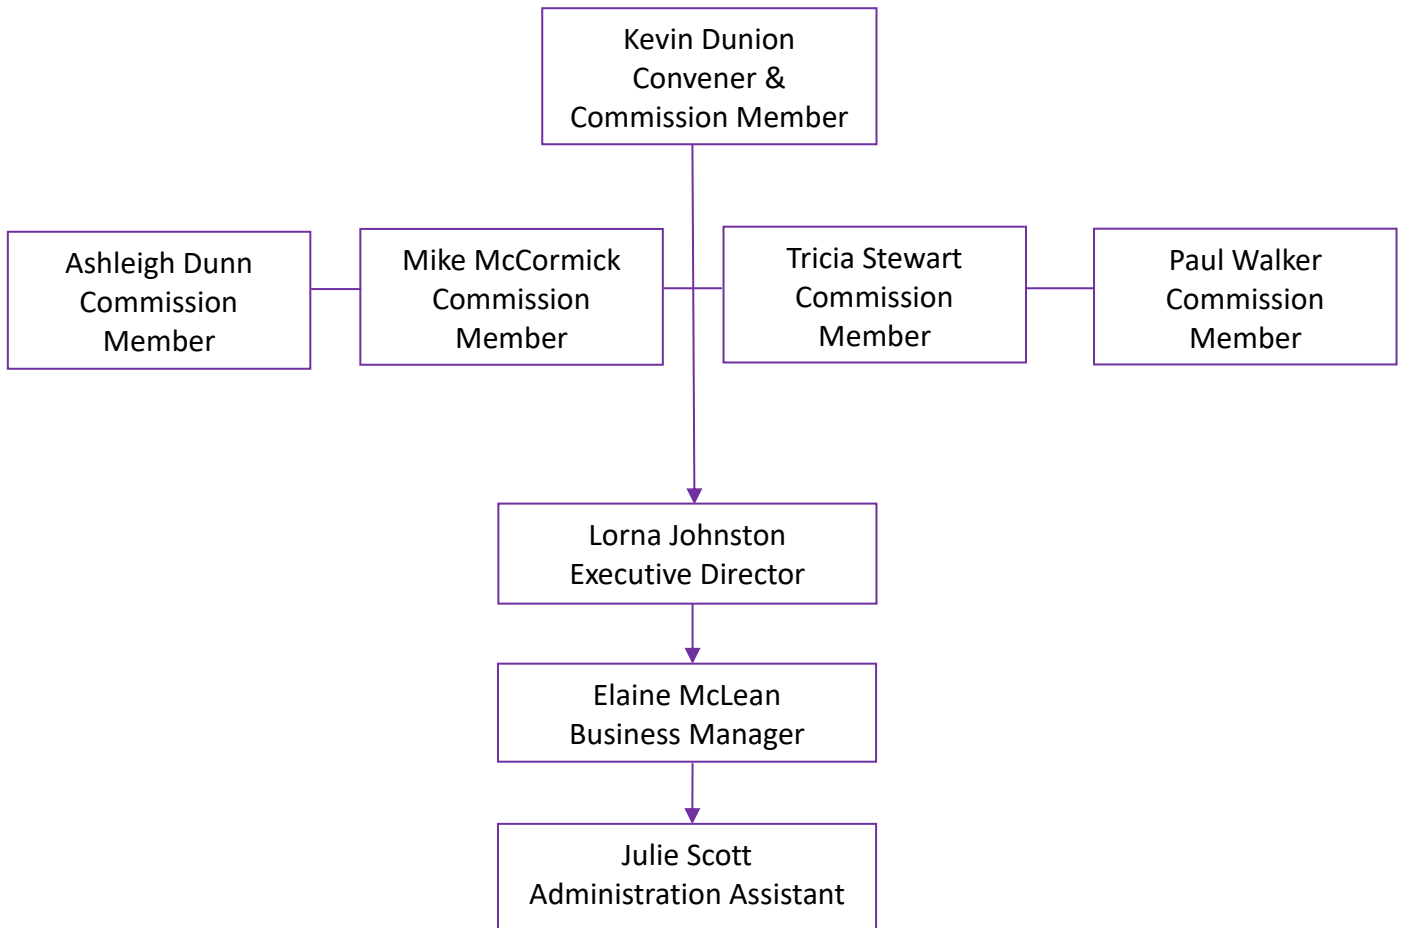 Kevin Dunion
Convener &
Commission Member
Ashleigh Dunn
Commission
Member
Mike McCormick
Commission
Member
Tricia Stewart
Commission
Member
Paul Walker
Commission
Member
Lorna Johnston
Executive Director
Elaine McLean
Business Manager
Julie Scott
Administration Assistant